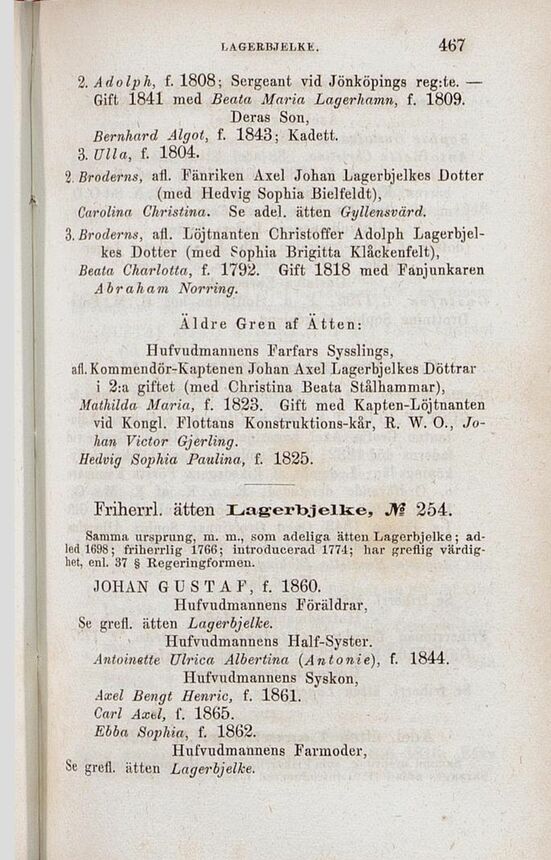 LAGERBJELKE. 467
2. Adolph, f. 1808; Sergeant vid Jönköpings reg:te. —
Gift 1841 med Beata Maria Lagerhamn, f. 1809.
Deras Son,
Bernhard Algot, f. 1843; Kadett.
3. Ulla, f. 1804.
2. Broderns, afl. Fänriken Axel Johan Lagerbjelkes Dotter
(med Hedvig Sophia Bielfeldt),
Carolina Christina. Se adel. ätten Gyllensvärd.
3. Broderns, afl. Löjtnanten Christoffer Adolph Lagerbjel-
kes Dotter (med Sophia Brigitta Klåckenfelt),
Beata Charlotta, f. 1792. Gift 1818 med Fanjunkaren
Abraham Norring.
Äldre Gren af Ätten:
Hufvudmannens Farfars Sysslings,
afl. Kommendör-Kaptenen Johan Axel Lagerbjelkes Döttrar
i 2:a giftet (med Christina Beata Stålhammar),
Mathilda Maria, f. 1823. Gift med Kapten-Löjtnanten
vid Kongl. Flottans Konstruktions-kår, R. W. O., Jo-
han Victor Gjerling.
Hedvig Sophia Paulina, f. 1825.
Friherrl. ätten Lagerbjelke, № 254.
Samma ursprung, m. m., som adeliga ätten Lagerbjelke; ad-
led 1698; friherrlig 1766; introducerad 1774; har greflig värdig-
het, enl. 37 § Regeringformen.
JOHAN GUSTAF, f. 1860.
Hufvudmannens Föräldrar,
Se grefl. ätten Lagerbjelke.
Hufvudmannens Half-Syster.
Antoinette Ulrica Albertina (Antonie), f. 1844.
Hufvudmannens Syskon,
Axel Bengt Henric, f. 1861.
Carl Axel, f. 1865.
Ebba Sophia, f. 1862.
Hufvudmannens Farmoder,
Se grefl. ätten Lagerbjelke.